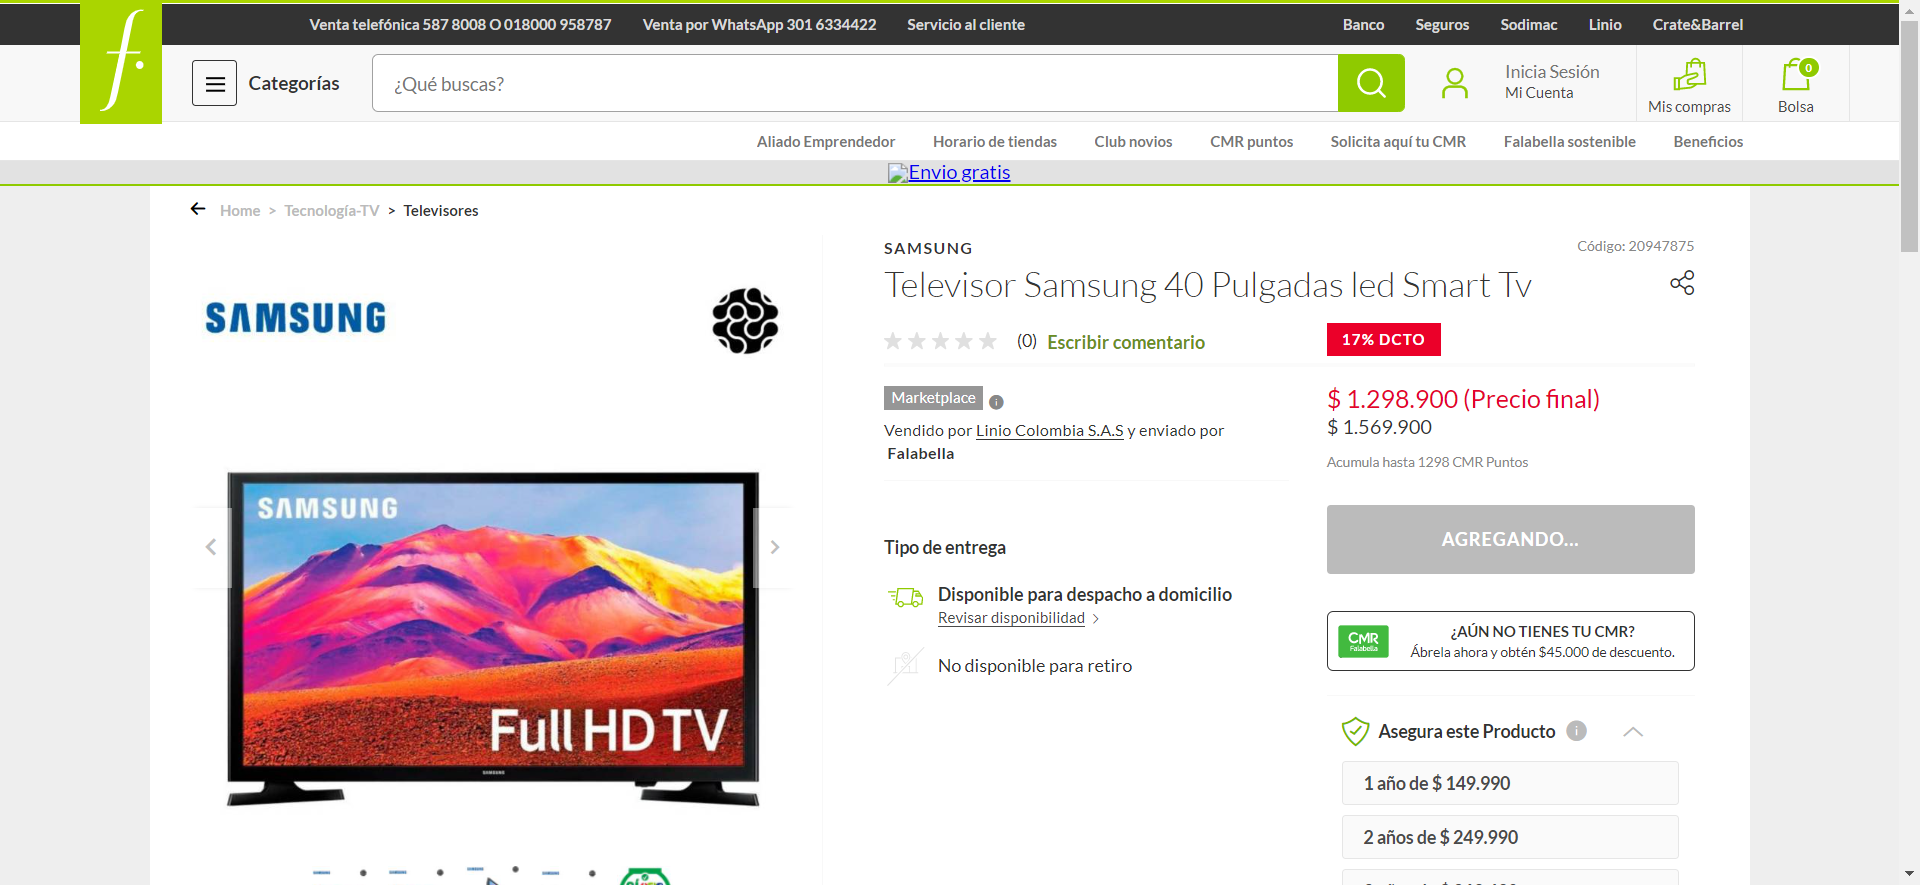 Venta telefónica 587 8008 O 018000 958787
Venta por WhatsApp 301 6334422
Servicio al cliente
Banco
Seguros
Sodimac
Linio
Crate&Barrel
f.
Categorías
¿Qué buscas?
Inicia Sesión
Mi Cuenta
Mis compras
0
Bolsa
Aliado Emprendedor
Horario de tiendas
Club novios
CMR puntos
Solicita aquí tu CMR
Falabella sostenible
Beneficios
Envio gratis
Home > Tecnología-TV > Televisores
SAMSUNG
SAMSUNG
Full HD TV
SAMSUNG
SAMSUNG
Código: 20947875
Televisor Samsung 40 Pulgadas led Smart Tv
(0) Escribir comentario
17% DCTO
Marketplace
Vendido por Linio Colombia S.A.S y enviado por
Falabella
$ 1.298.900 (Precio final)
$ 1.569.900
Acumula hasta 1298 CMR Puntos
AGREGANDO...
Tipo de entrega
Disponible para despacho a domicilio
Revisar disponibilidad
No disponible para retiro
CMR
Falabella
¿AÚN NO TIENES TU CMR?
Ábrela ahora y obtén $45.000 de descuento.
Asegura este Producto
1 año de $ 149.990
2 años de $ 249.990